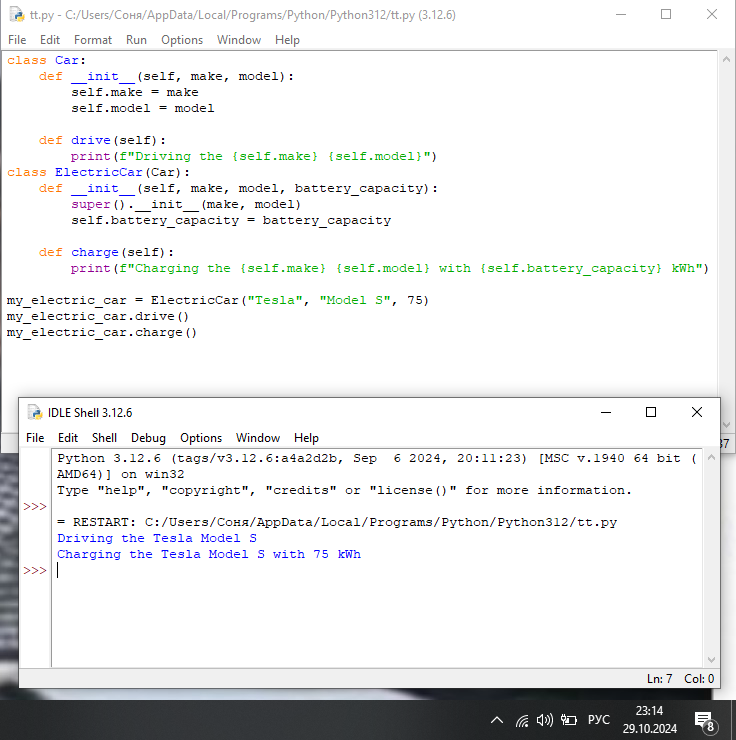 tt.py - C:/Users/Соня/AppData/Local/Programs/Python/Python312/tt.py (3.12.6)
File Edit Format Run Options Window Help
class Car:
    def __init__(self, make, model):
        self.make = make
        self.model = model
    def drive(self):
        print(f"Driving the {self.make} {self.model}")
class ElectricCar(Car):
    def __init__(self, make, model, battery_capacity):
        super().__init__(make, model)
        self.battery_capacity = battery_capacity
    def charge(self):
        print(f"Charging the {self.make} {self.model} with {self.battery_capacity} kWh")
my_electric_car = ElectricCar("Tesla", "Model S", 75)
my_electric_car.drive()
my_electric_car.charge()
37
IDLE Shell 3.12.6
File Edit Shell Debug Options Window Help
Python 3.12.6 (tags/v3.12.6:a4a2d2b, Sep  6 2024, 20:11:23) [MSC v.1940 64 bit (
AMD64)] on win32
Type "help", "copyright", "credits" or "license()" for more information.
>>>
= RESTART: C:/Users/Соня/AppData/Local/Programs/Python/Python312/tt.py
Driving the Tesla Model S
Charging the Tesla Model S with 75 kWh
>>>
Ln: 7 Col: 0
РУС
23:14
29.10.2024
8